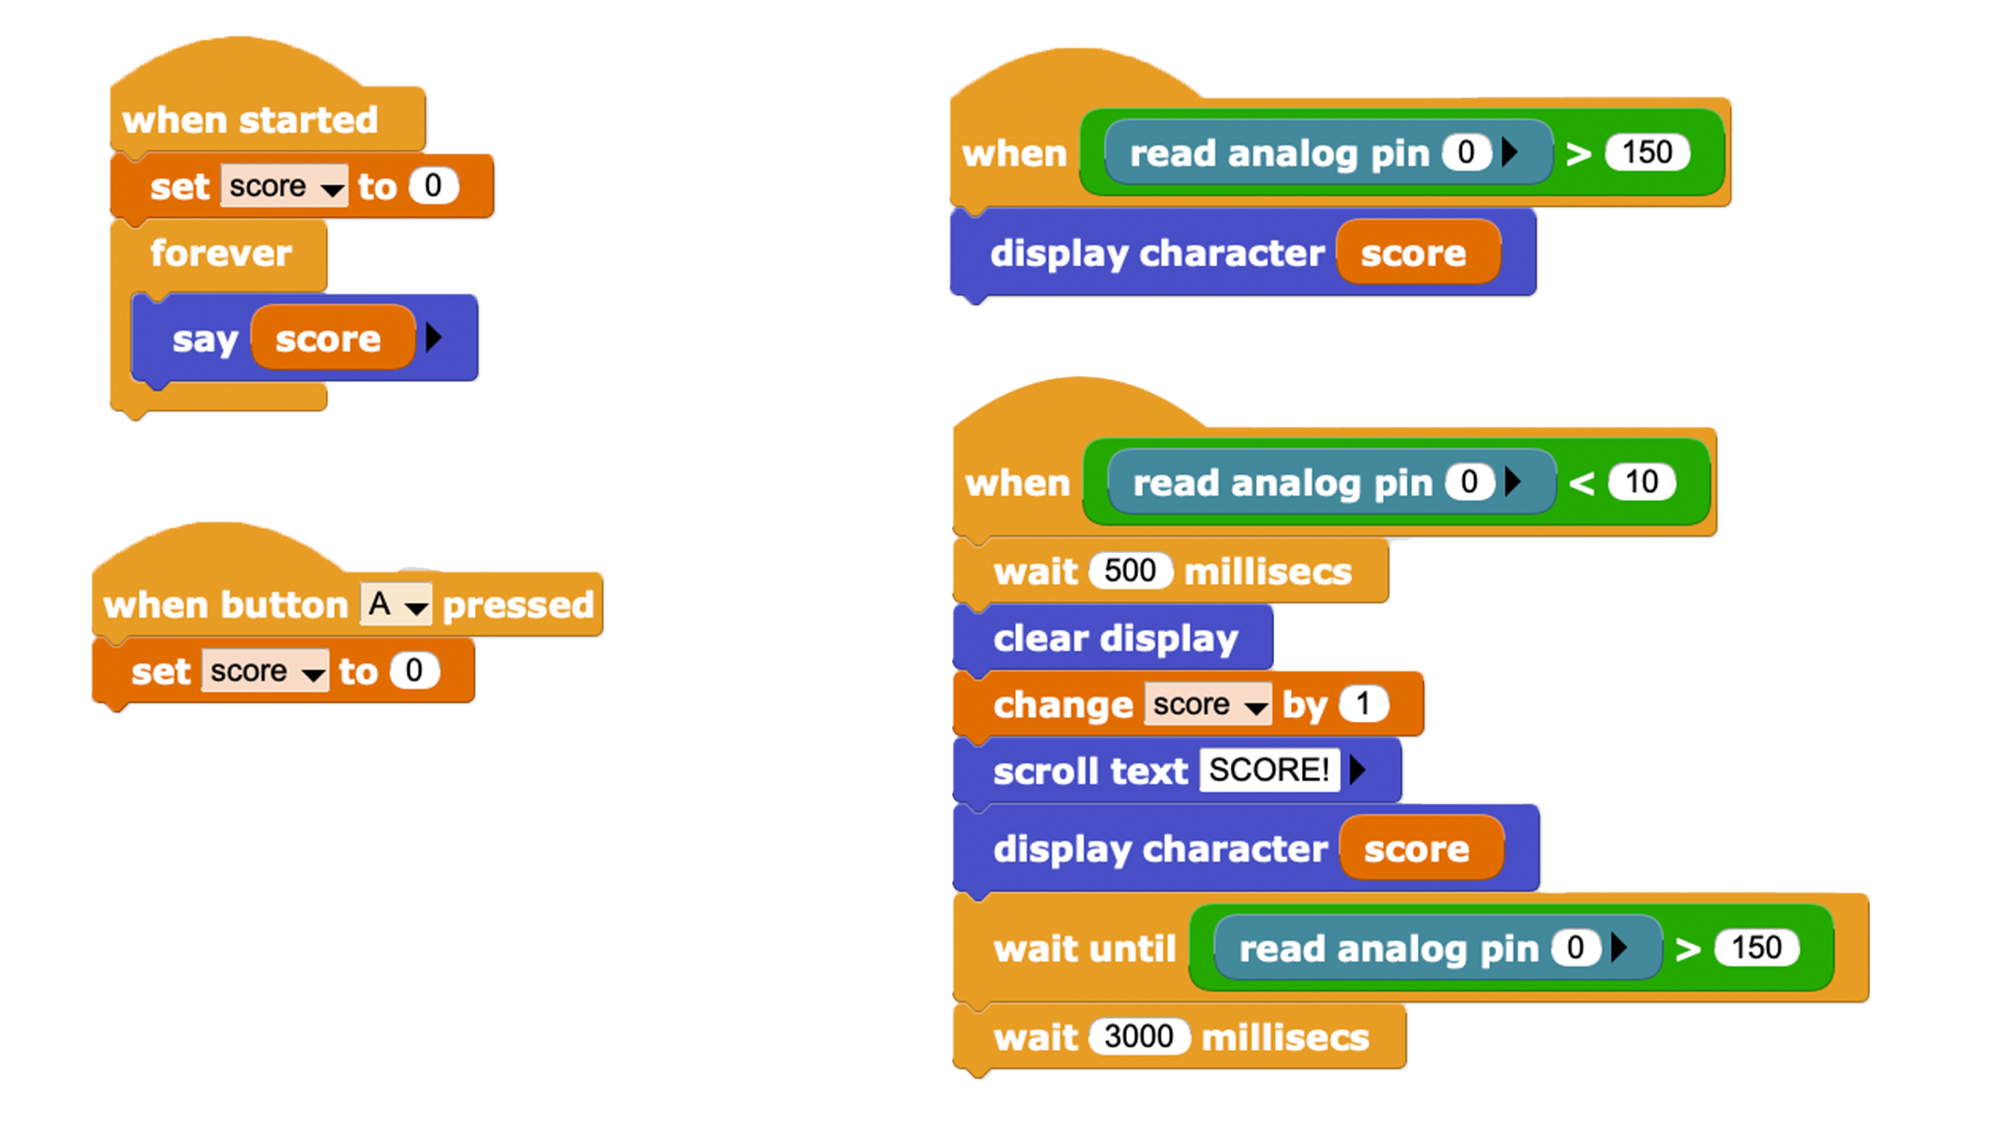 when started
set score to 0
forever
say score
when button A pressed
set score to 0
when read analog pin 0 > 150
display character score
when read analog pin 0 < 10
wait 500 millisecs
clear display
change score by 1
scroll text SCORE!
display character score
wait until read analog pin 0 > 150
wait 3000 millisecs